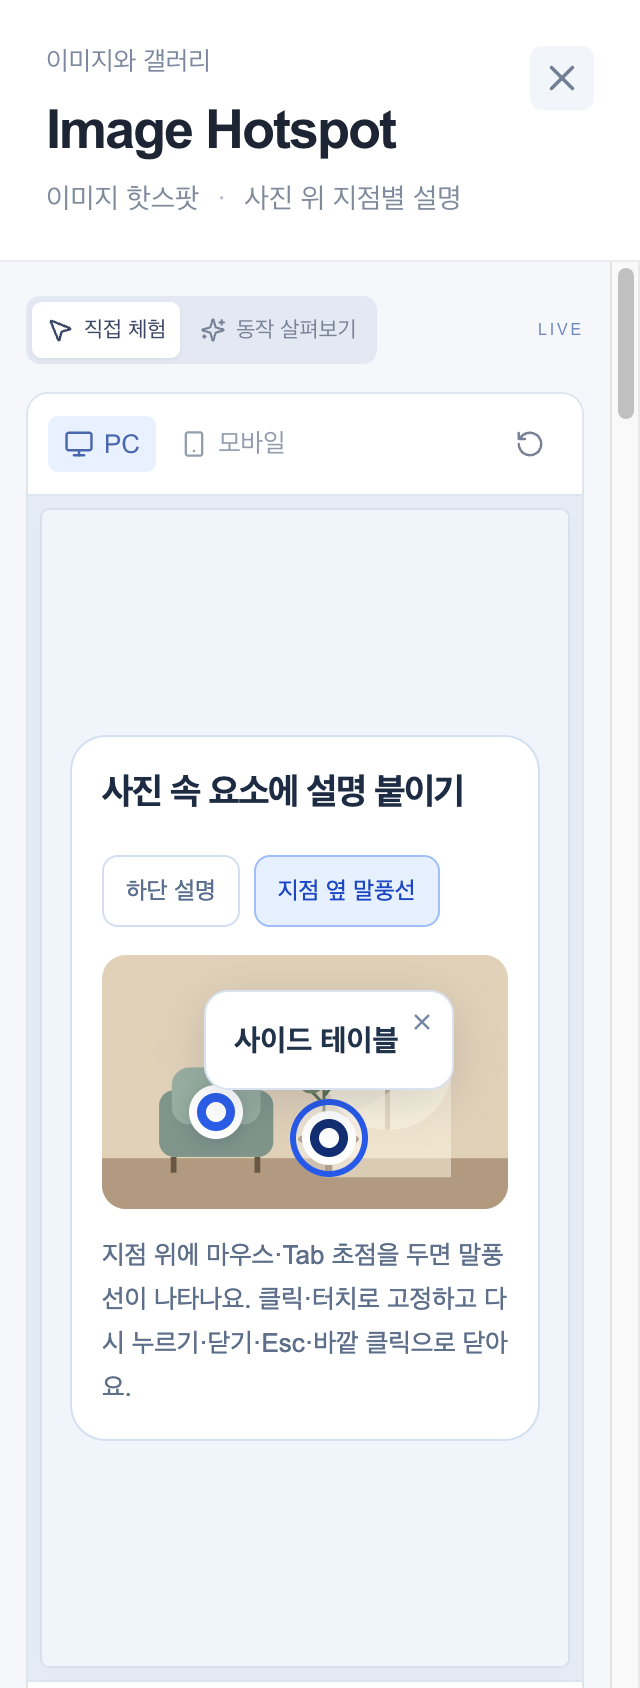 이미지와 갤러리
Image Hotspot
이미지 핫스팟 · 사진 위 지점별 설명
직접 체험
동작 살펴보기
LIVE
PC
모바일
사진 속 요소에 설명 붙이기
하단 설명
지점 옆 말풍선
사이드 테이블
지점 위에 마우스·Tab 초점을 두면 말풍
선이 나타나요. 클릭·터치로 고정하고 다
시 누르기·닫기·Esc·바깥 클릭으로 닫아
요.